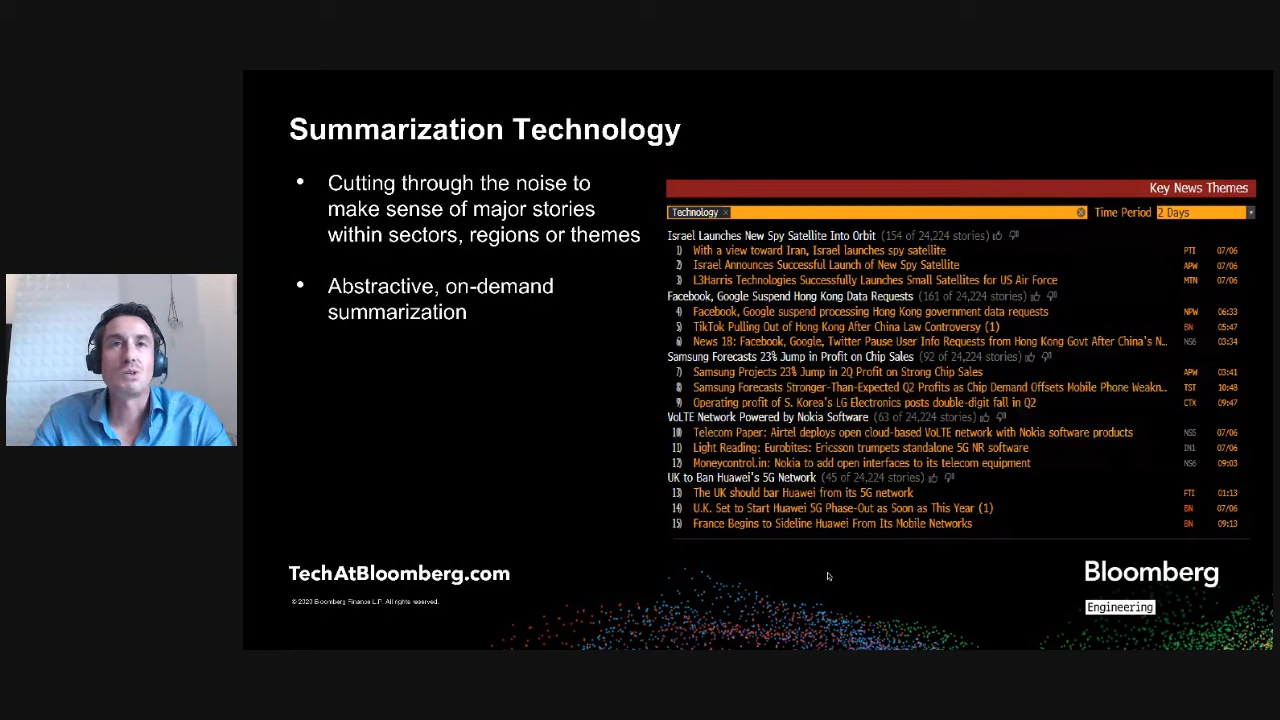 Summarization Technology
• Cutting through the noise to
make sense of major stories
within sectors, regions or themes
• Abstractive, on-demand
summarization
Key News Themes
Technology × Time Period 2 Days
Israel Launches New Spy Satellite Into Orbit (154 of 24,224 stories)
1) With a view toward Iran, Israel launches spy satellite PTI 07/06
2) Israel Announces Successful Launch of New Spy Satellite APW 07/06
3) L3Harris Technologies Successfully Launches Small Satellites for US Air Force MTN 07/06
Facebook, Google Suspend Hong Kong Data Requests (161 of 24,224 stories)
4) Facebook, Google suspend processing Hong Kong government data requests NPW 06:33
5) TikTok Pulling Out of Hong Kong After China Law Controversy (1) BN 05:47
6) News 18: Facebook, Google, Twitter Pause User Info Requests from Hong Kong Govt After China's N… NS6 03:34
Samsung Forecasts 23% Jump in Profit on Chip Sales (92 of 24,224 stories)
7) Samsung Projects 23% Jump in 2Q Profit on Strong Chip Sales APW 03:41
8) Samsung Forecasts Stronger-Than-Expected Q2 Profits as Chip Demand Offsets Mobile Phone Weakn… TST 10:43
9) Operating profit of S. Korea's LG Electronics posts double-digit fall in Q2 CTX 09:47
VoLTE Network Powered by Nokia Software (63 of 24,224 stories)
10) Telecom Paper: Airtel deploys open cloud-based VoLTE network with Nokia software products NS5 07/06
11) Light Reading: Eurobites: Ericsson trumpets standalone 5G NR software IN1 07/06
12) Moneycontrol.in: Nokia to add open interfaces to its telecom equipment NS6 09:03
UK to Ban Huawei's 5G Network (45 of 24,224 stories)
13) The UK should bar Huawei from its 5G network FTI 01:13
14) U.K. Set to Start Huawei 5G Phase-Out as Soon as This Year (1) BN 07/06
15) France Begins to Sideline Huawei From Its Mobile Networks BN 09:13
TechAtBloomberg.com
© 2020 Bloomberg Finance L.P. All rights reserved.
Bloomberg
Engineering